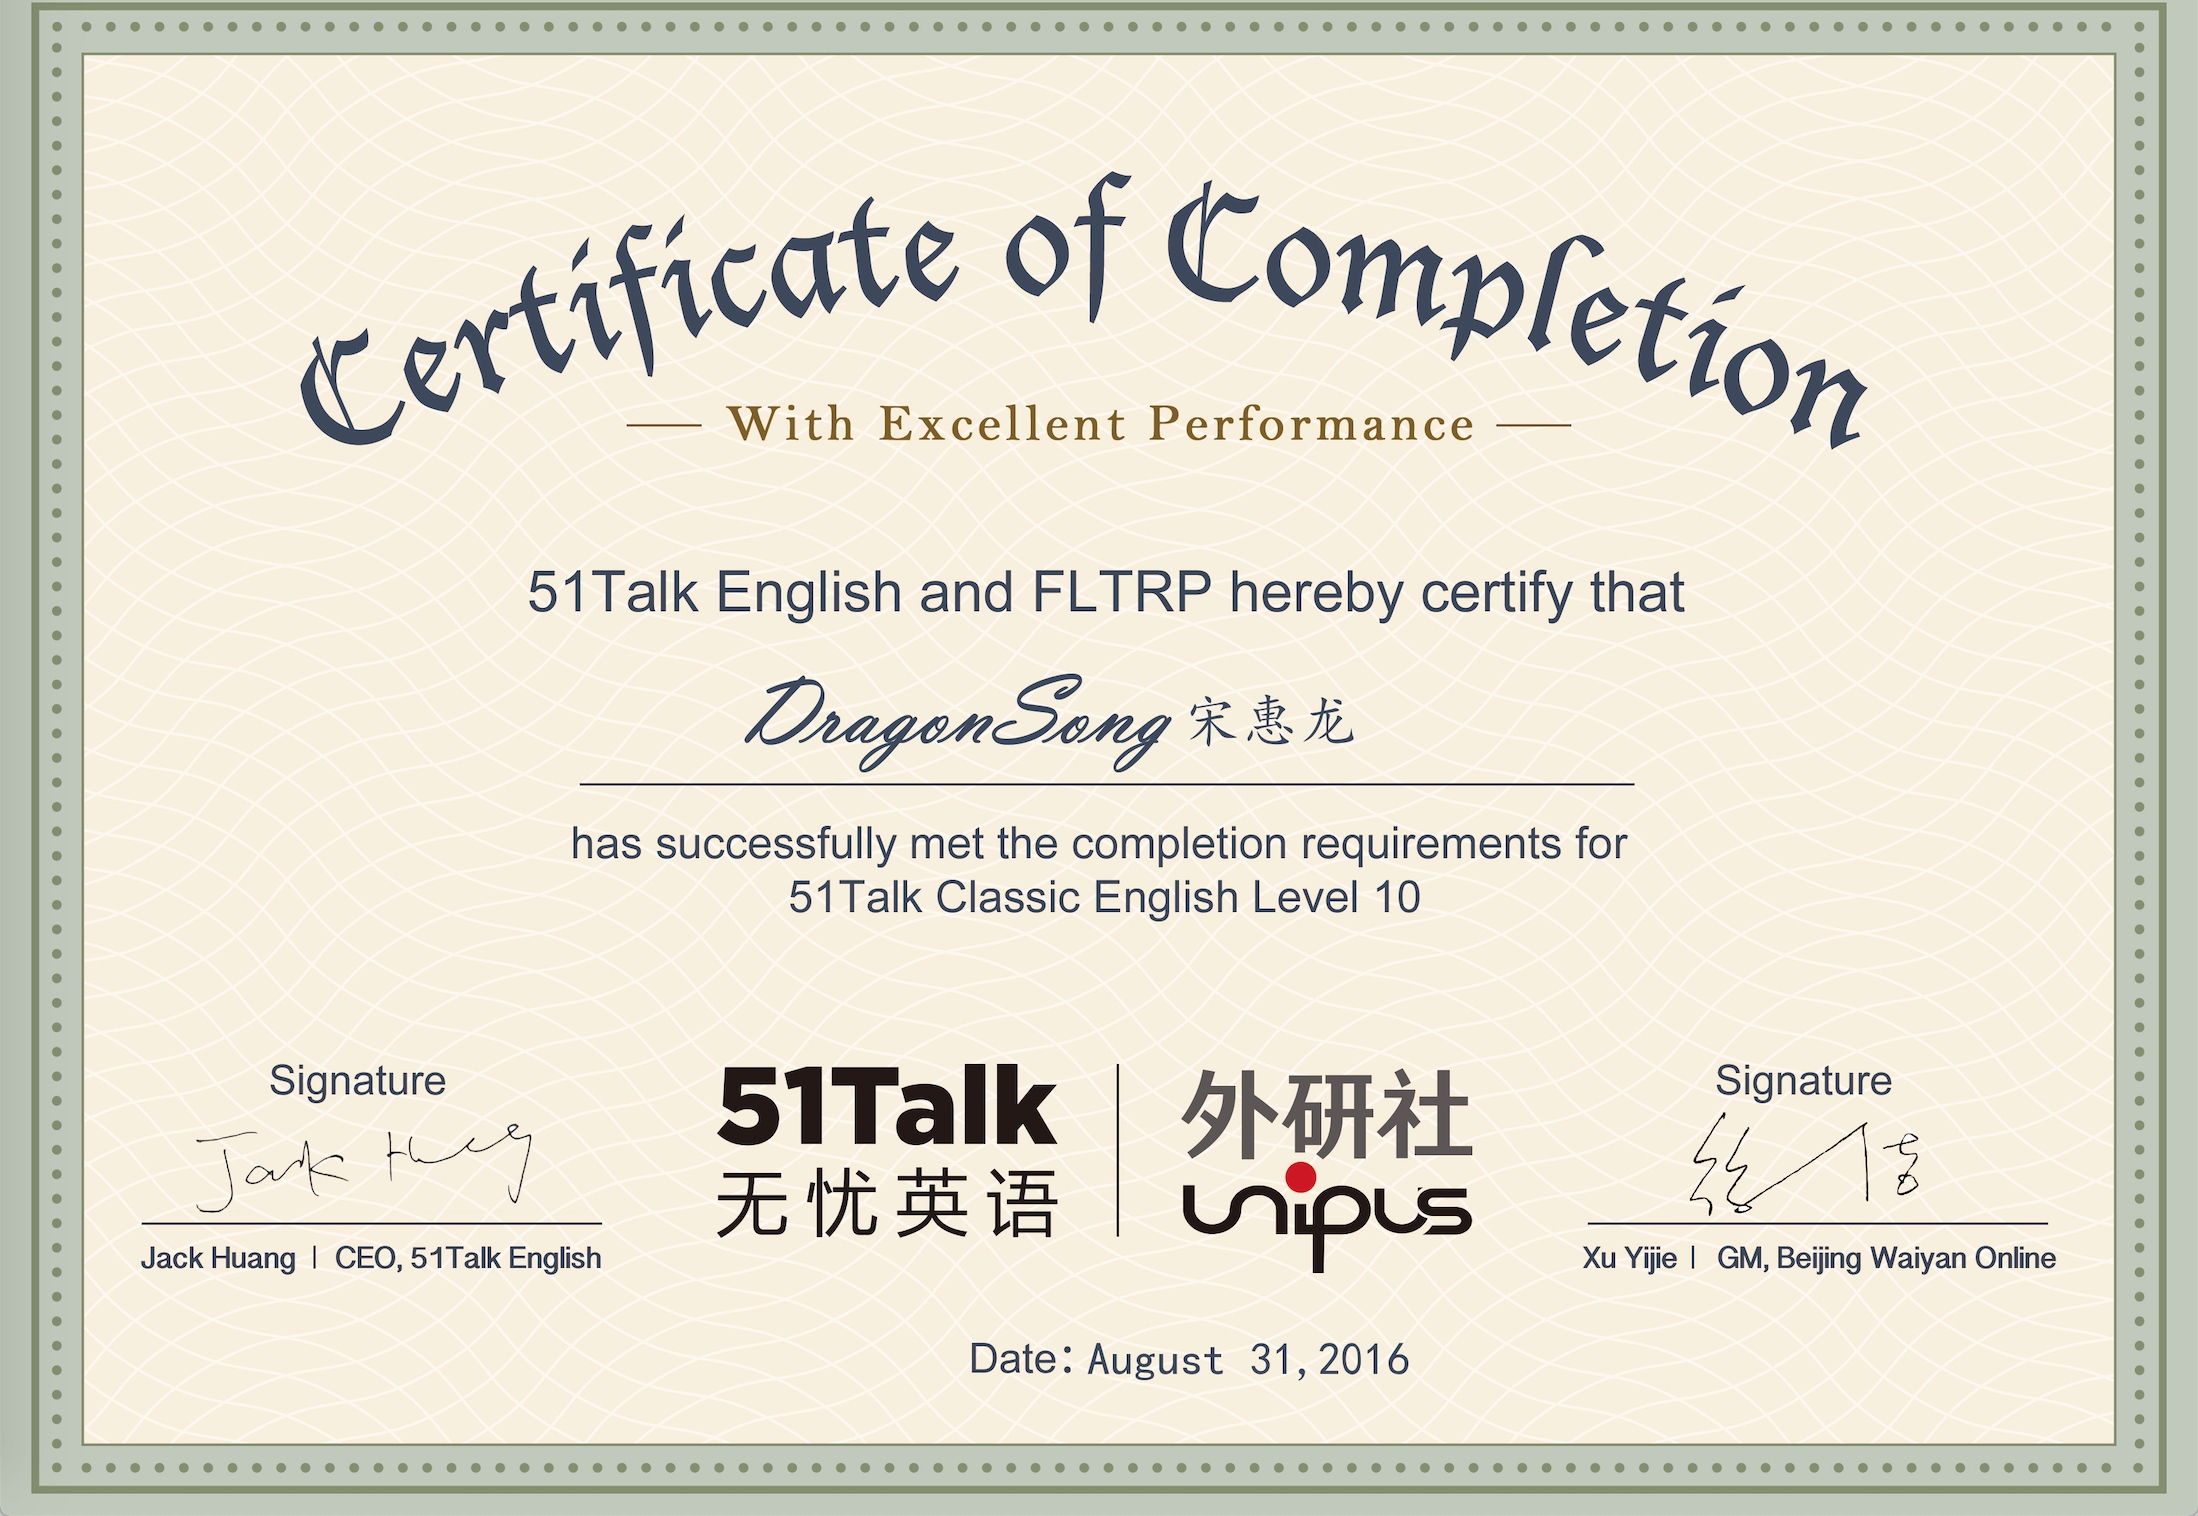 Certificate of Completion
With Excellent Performance
51Talk English and FLTRP hereby certify that
DragonSong 宋惠龙
has successfully met the completion requirements for
51Talk Classic English Level 10
Signature
Jack Huang
Jack Huang | CEO, 51Talk English
51Talk
无忧英语
外研社
unipus
Signature
Xu Yijie | GM, Beijing Waiyan Online
Date: August 31,2016